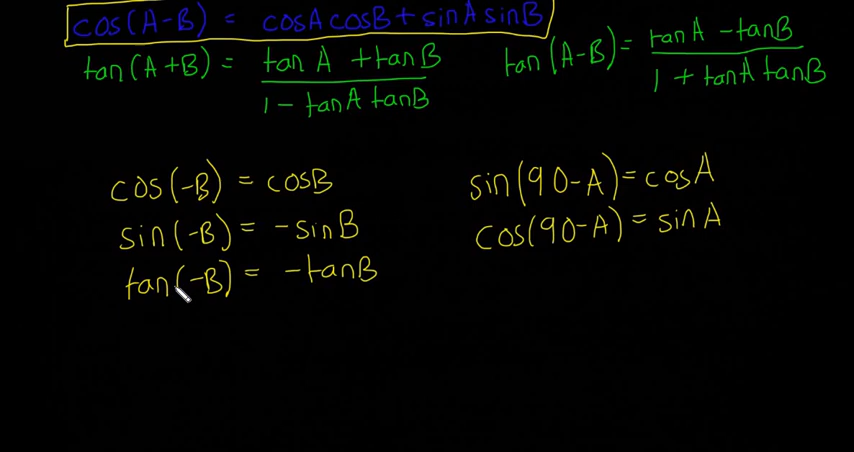 cos(A-B) = cosA cosB + sinA sinB
tan(A+B) = (tan A + tan B)/(1 - tanA tanB)
tan(A-B) = (tanA - tanB)/(1 + tanA tanB)
cos(-B) = cosB
sin(-B) = -sinB
tan(-B) = -tanB
sin(90-A) = cosA
cos(90-A) = sinA